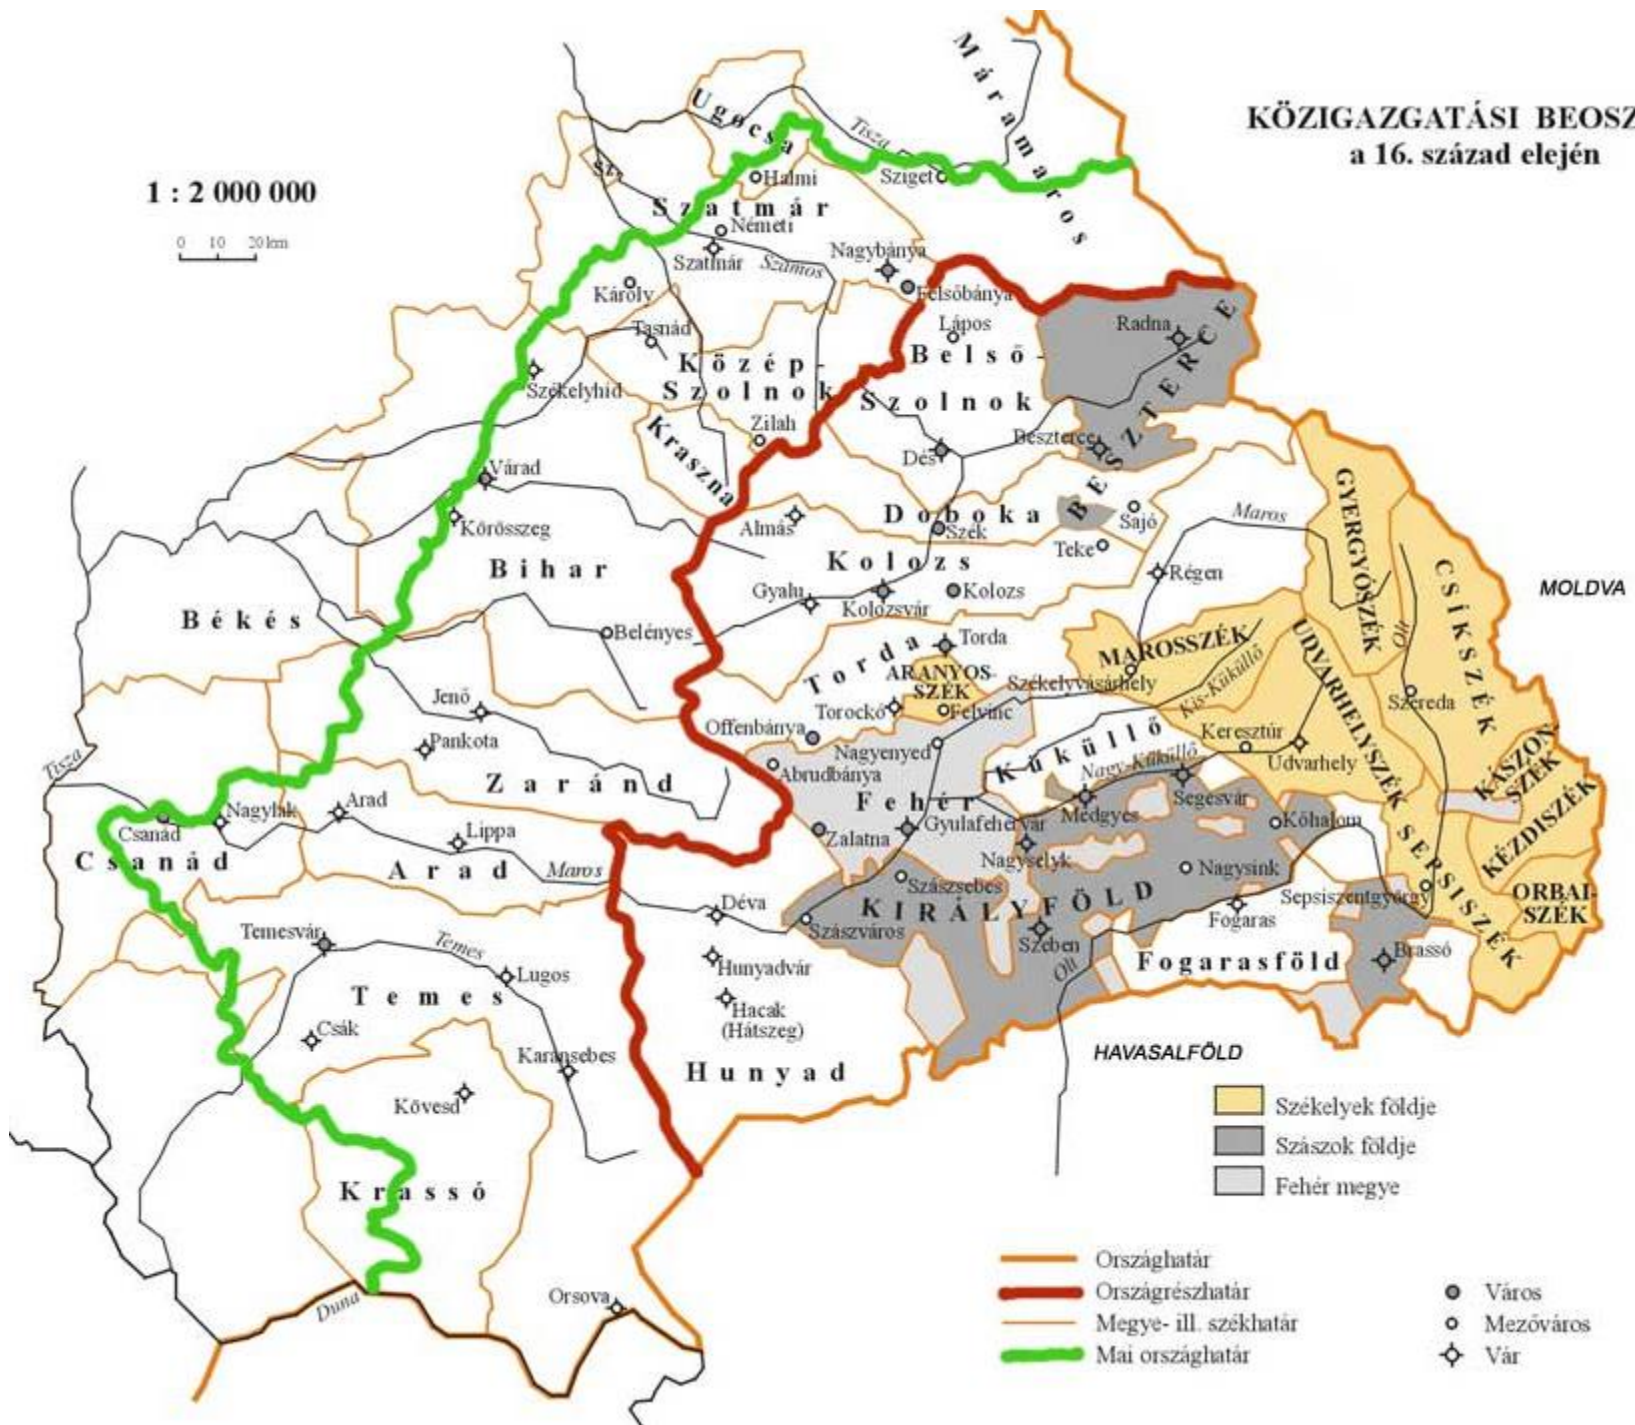 KÖZIGAZGATÁSI BEOSZ
a 16. század elején
1 : 2 000 000
0 10 20 km
Máramaros
Ugocsa
Tisza
Sziget
Halmi
Szatmár
Németi
Szatmár
Szamos
Nagybánya
Felsőbánya
Károly
Tasnád
Közép-
Szolnok
Lápos
Belső-
Szolnok
Radna
BESZTERCE
Székelyhíd
Zilah
Kraszna
Dés
Beszterce
Várad
Körösszeg
Almás
Doboka
Szék
Sajó
Teke
Maros
GYERGYÓSZÉK
CSÍKSZÉK
Bihar
Kolozs
Gyalu
Kolozsvár
Kolozs
Régen
MOLDVA
Békés
Belényes
Torda
Torda
ARANYOS-
SZÉK
MAROSSZÉK
Székelyvásárhely
UDVARHELYSZÉK
Olt
Jenő
Pankota
Offenbánya
Torockó
Felvinc
Kis-Küküllő
Szereda
Nagyenyed
Küküllő
Nagy-Küküllő
Keresztúr
Udvarhely
Tisza
Zaránd
Abrudbánya
Fehér
Segesvár
KÁSZON-
SZÉK
Csanád
Nagylak
Arad
Lippa
Zalatna
Gyulafehérvár
Medgyes
Kőhalom
KÉZDISZÉK
Csanád
Arad
Maros
Nagyselyk
Szászsebes
Nagysink
SEPSISZÉK
ORBAI-
SZÉK
Déva
Szászváros
KIRÁLYFÖLD
Szeben
Fogaras
Sepsiszentgyörgy
Temesvár
Temes
Lugos
Hunyadvár
Olt
Fogarasföld
Brassó
Temes
Csák
Hacak
(Hátszeg)
Karánsebes
Hunyad
HAVASALFÖLD
Kövesd
Krassó
Duna
Orsova
Székelyek földje
Szászok földje
Fehér megye
Országhatár
Országrészhatár
Megye- ill. székhatár
Mai országhatár
Város
Mezőváros
Vár